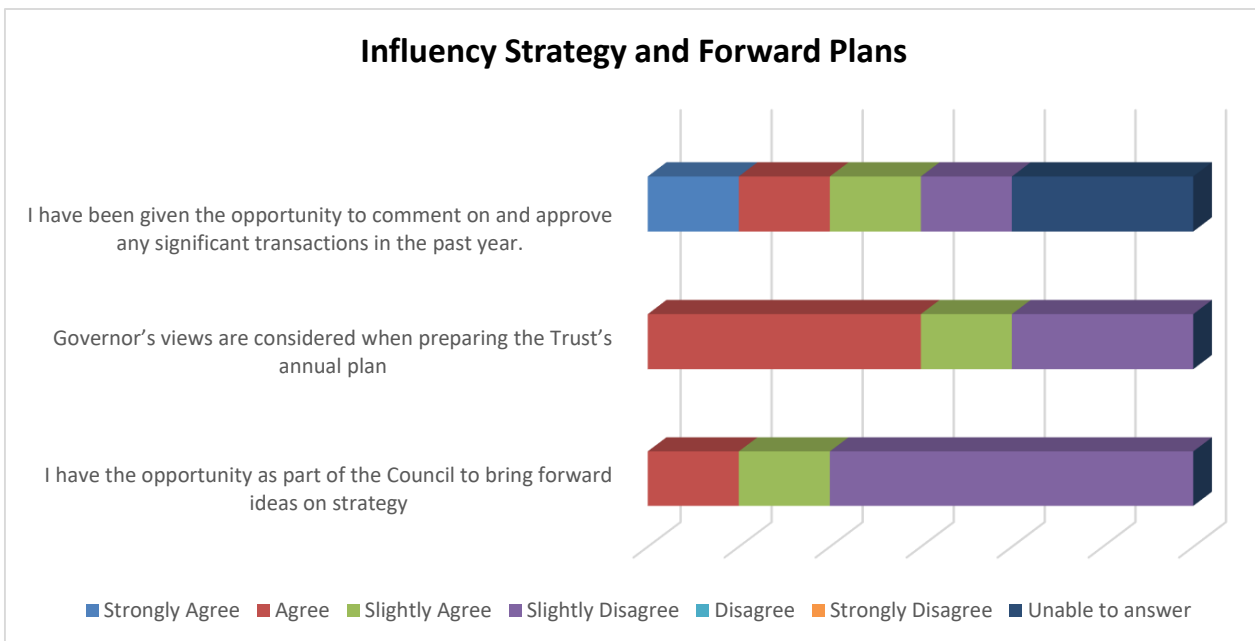 Influency Strategy and Forward Plans
I have been given the opportunity to comment on and approve
any significant transactions in the past year.
Governor’s views are considered when preparing the Trust’s
annual plan
I have the opportunity as part of the Council to bring forward
ideas on strategy
Strongly Agree Agree Slightly Agree Slightly Disagree Disagree Strongly Disagree Unable to answer